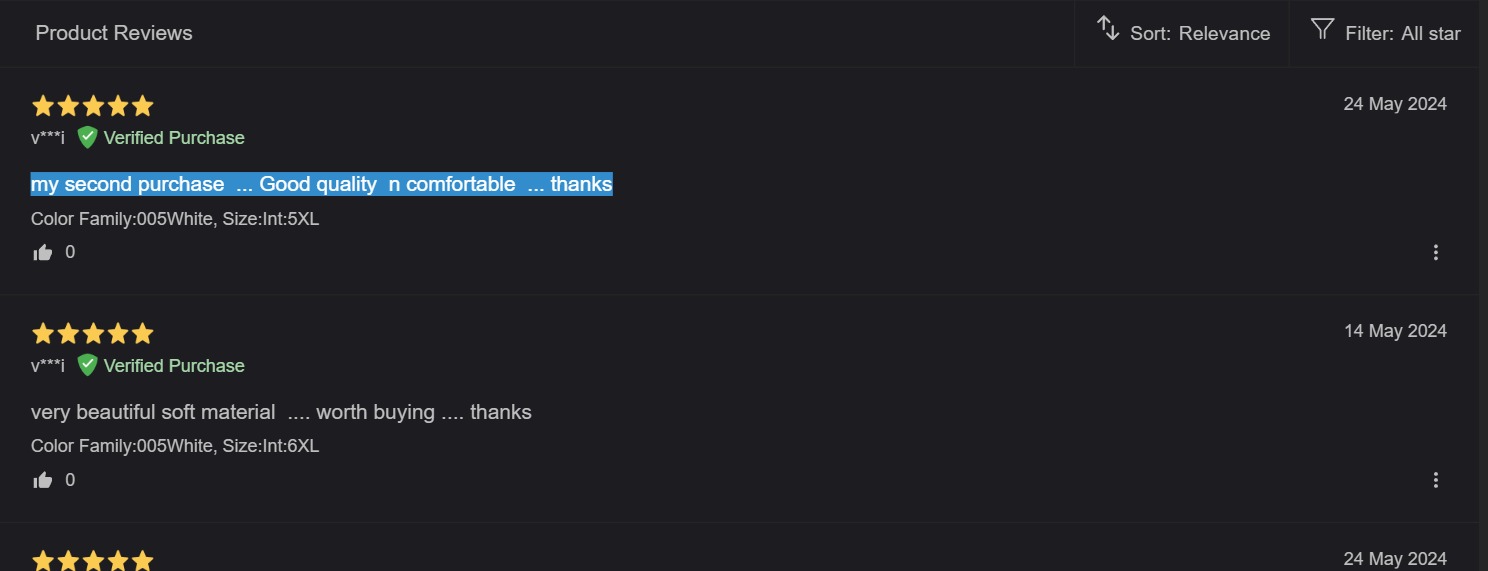 Product Reviews
Sort: Relevance
Filter: All star
24 May 2024
v***i Verified Purchase
my second purchase ... Good quality n comfortable ... thanks
Color Family:005White, Size:Int:5XL
0
14 May 2024
v***i Verified Purchase
very beautiful soft material .... worth buying .... thanks
Color Family:005White, Size:Int:6XL
0
24 May 2024